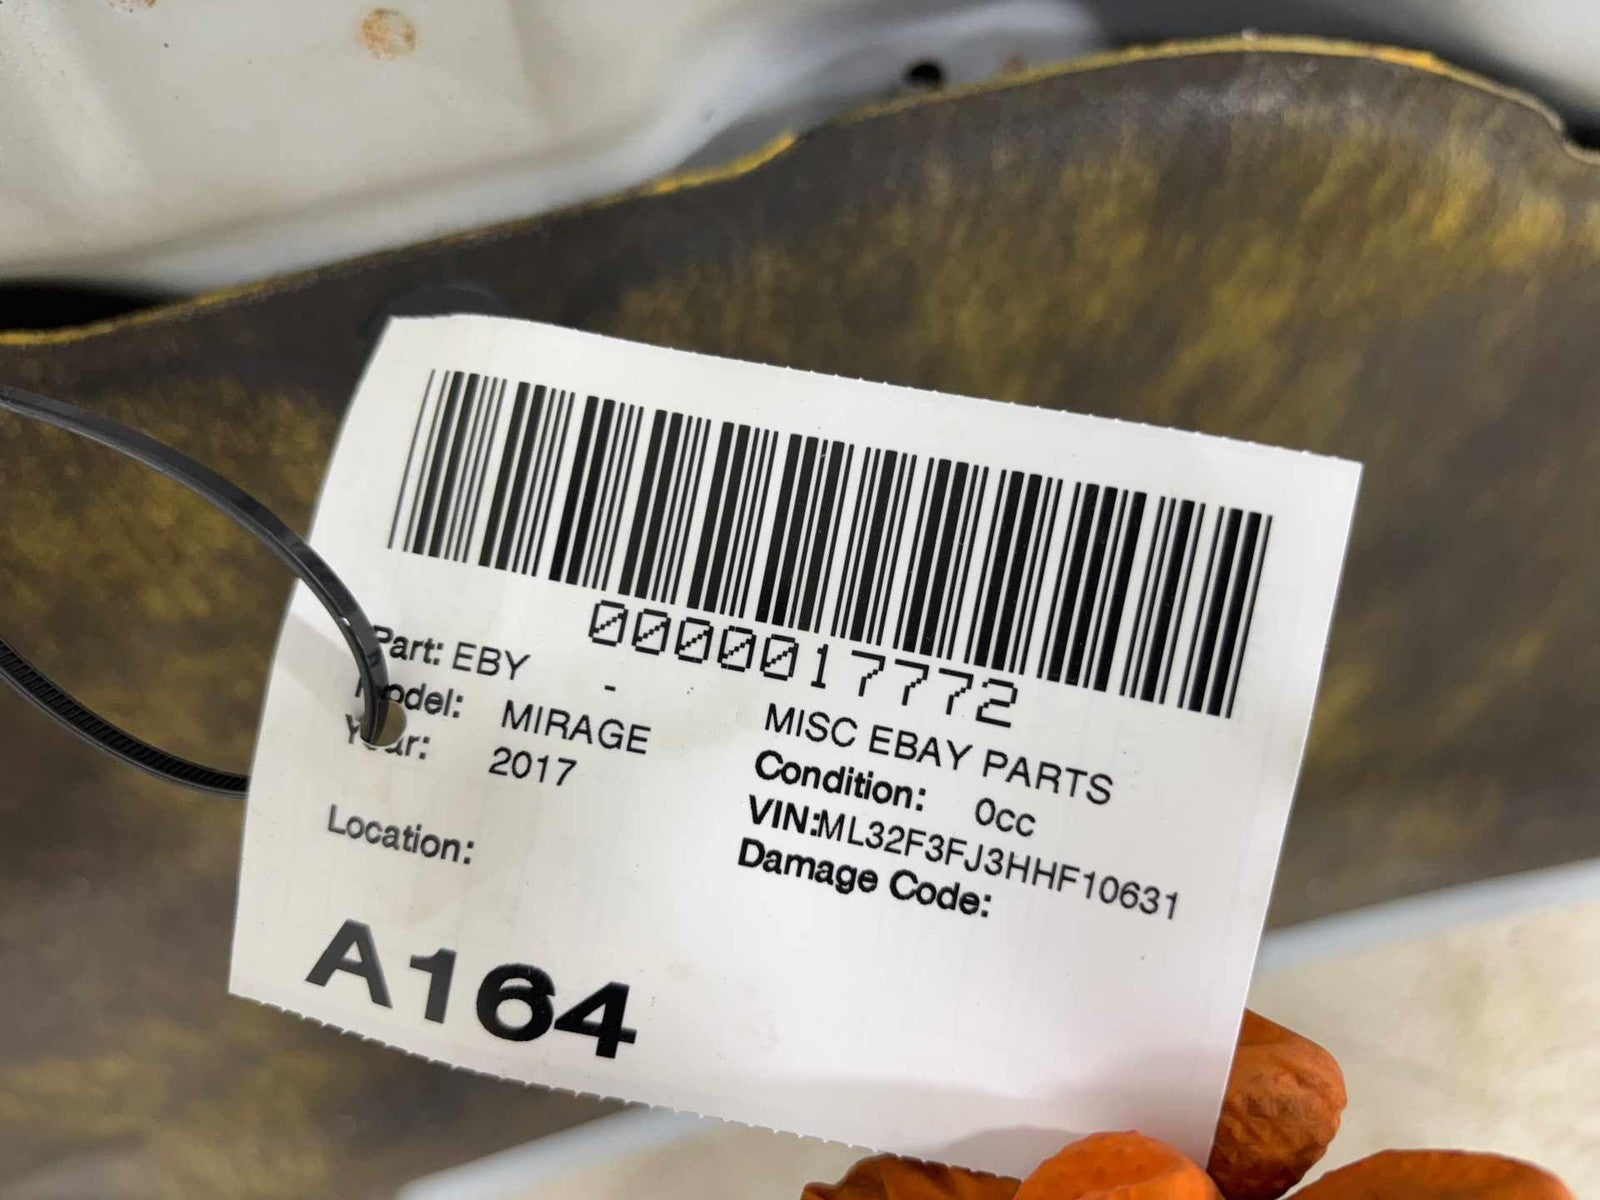 0000017772
Part: EBY - MISC EBAY PARTS
Model: MIRAGE Condition: 0cc
Year: 2017 VIN:ML32F3FJ3HHF10631
Damage Code:
Location:
A164